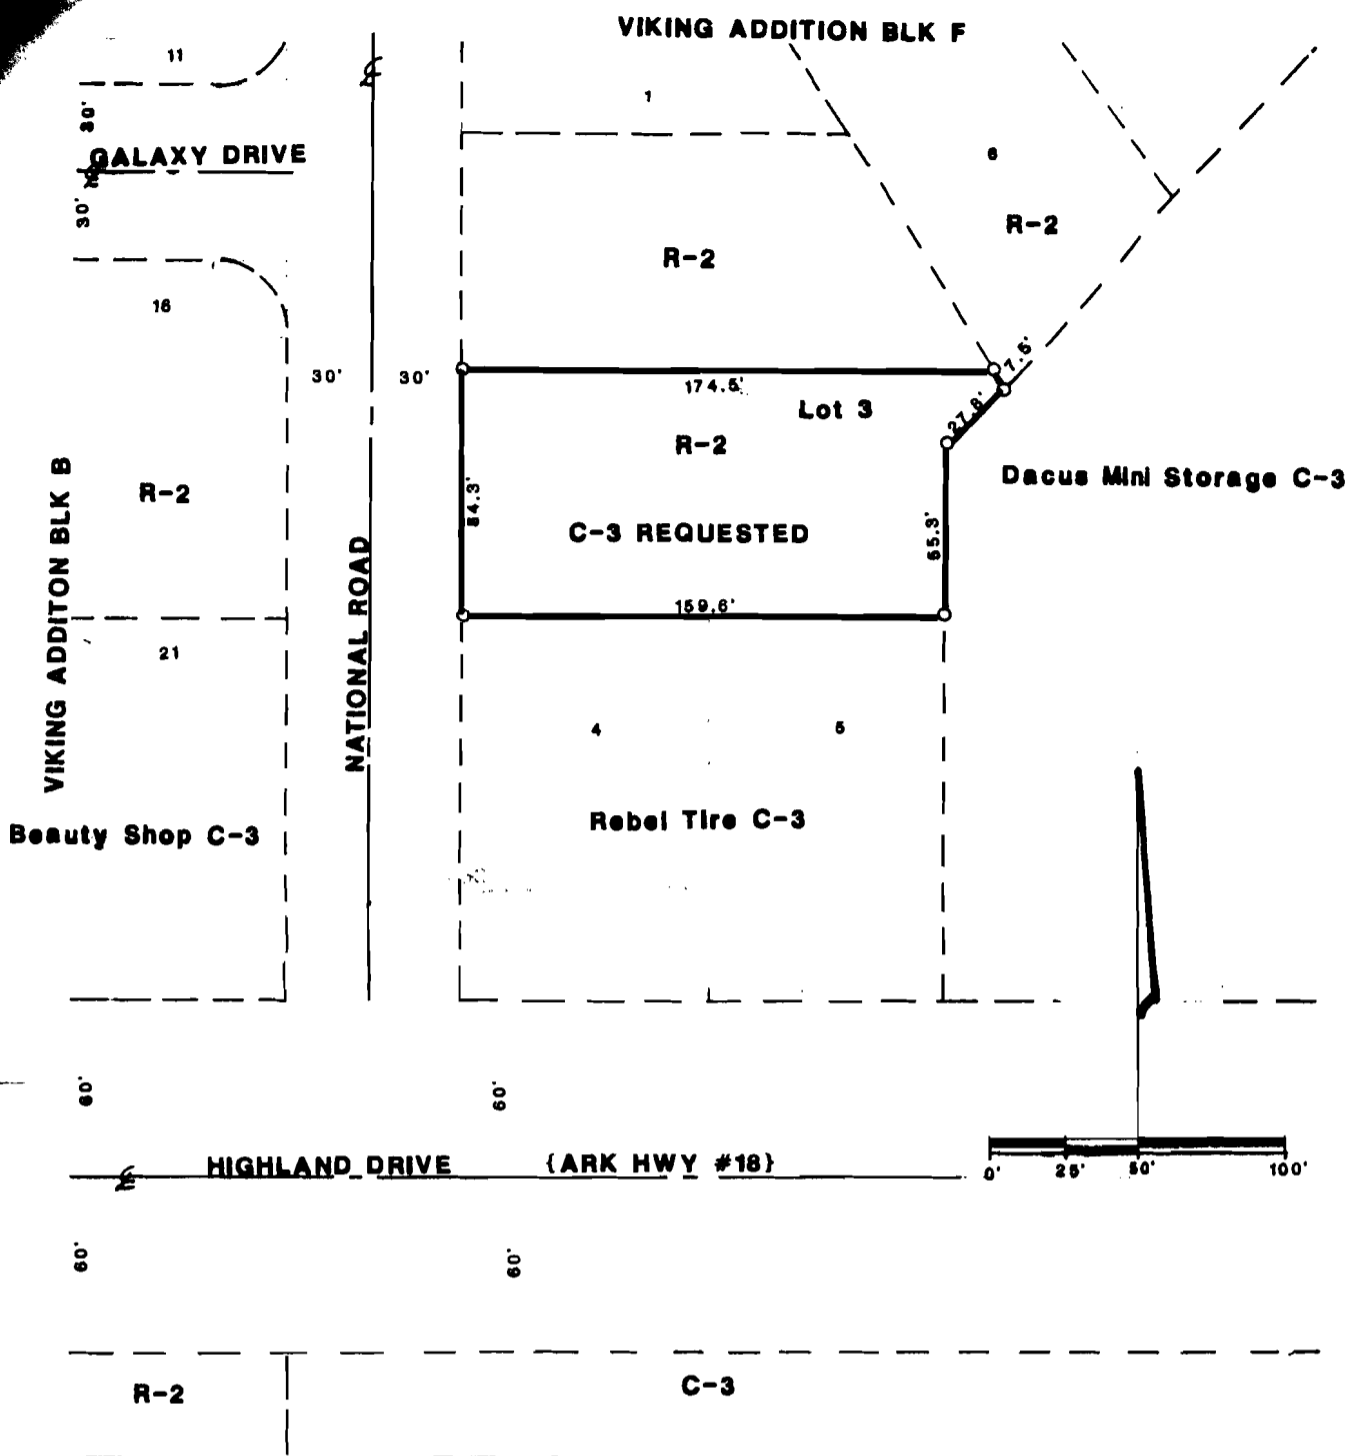 VIKING ADDITION BLK F
11
1
30'
GALAXY DRIVE
6
30'
R-2
R-2
16
30'
30'
7.5'
174.5'
Lot 3
27.8'
R-2
VIKING ADDITON BLK B
R-2
84.3'
Dacus Mini Storage C-3
C-3 REQUESTED
55.3'
NATIONAL ROAD
159.6'
21
4
5
Rebel Tire C-3
Beauty Shop C-3
60'
60'
HIGHLAND DRIVE {ARK HWY #18}
0' 25' 50' 100'
60'
60'
R-2
C-3